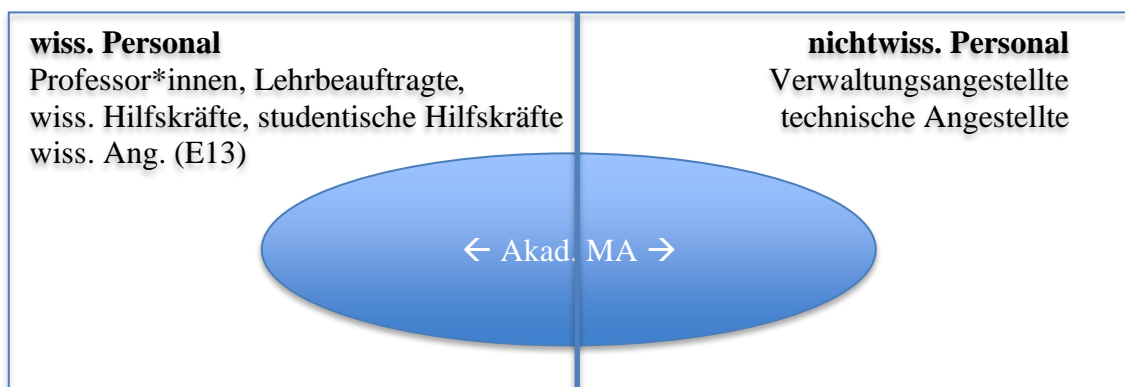 wiss. Personal
Professor*innen, Lehrbeauftragte,
wiss. Hilfskräfte, studentische Hilfskräfte
wiss. Ang. (E13)
nichtwiss. Personal
Verwaltungsangestellte
technische Angestellte
← Akad. MA →